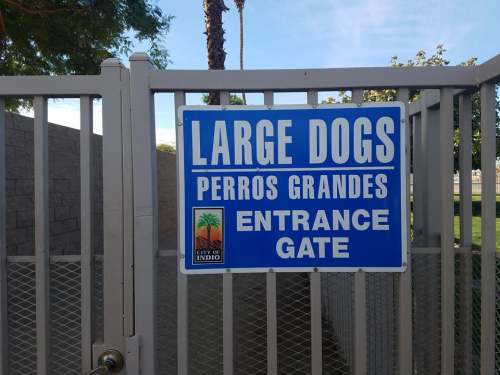 LARGE DOGS
PERROS GRANDES
ENTRANCE
GATE
CITY OF
INDIO